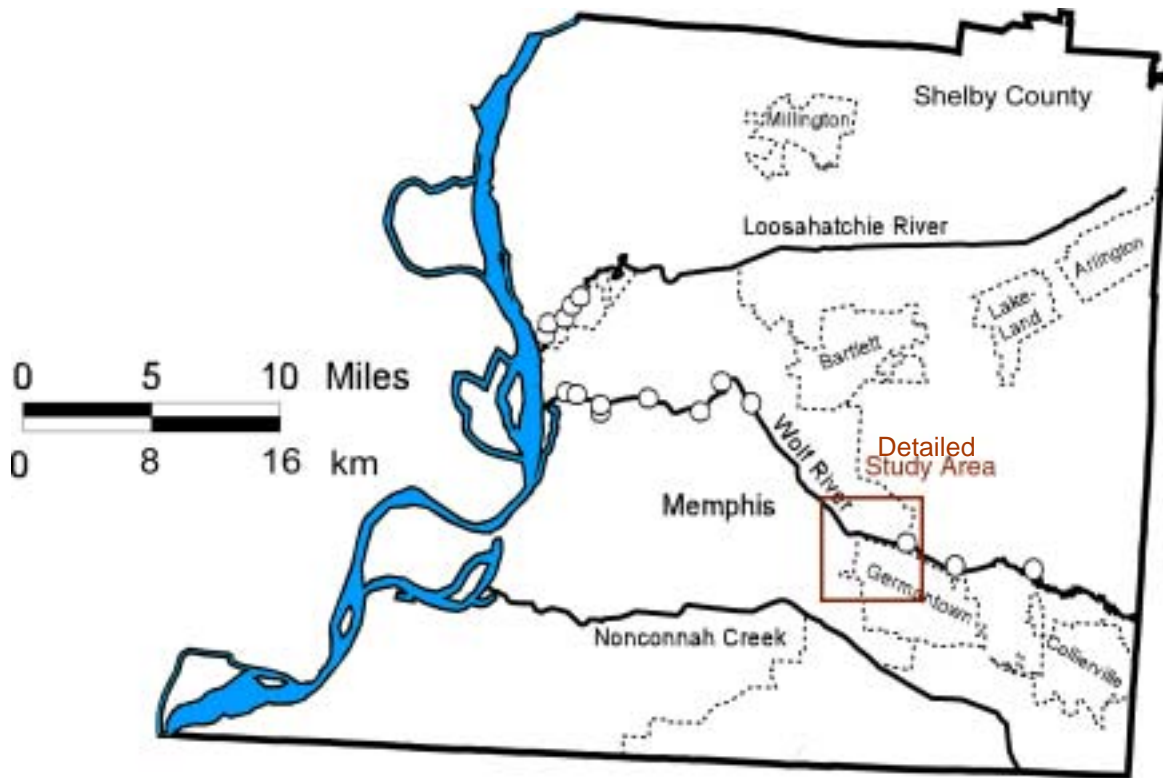 Shelby County
Millington
Loosahatchie River
Arlington
Lake-
Land
Bartlett
0 5 10 Miles
0 8 16 km
Wolf River
Detailed
Study Area
Memphis
Germantown
Nonconnah Creek
Collierville